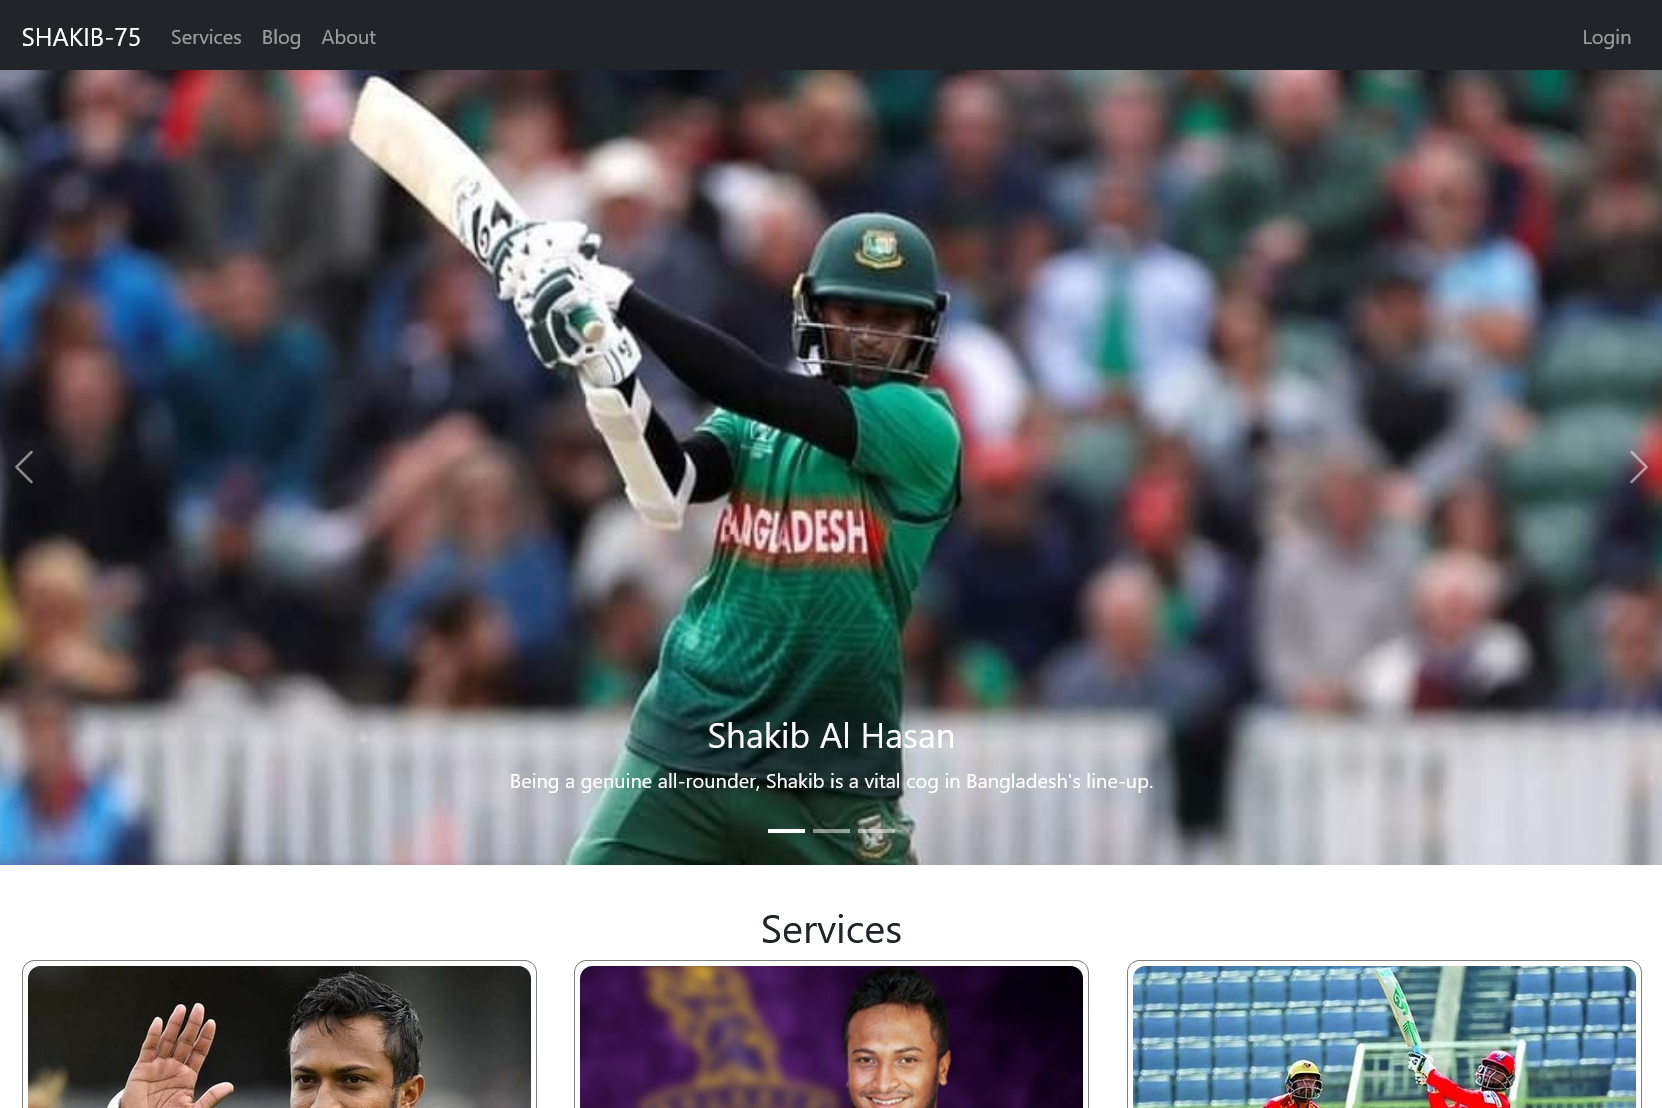 SHAKIB-75 Services Blog About Login
BANGLADESH
Shakib Al Hasan
Being a genuine all-rounder, Shakib is a vital cog in Bangladesh's line-up.
Services